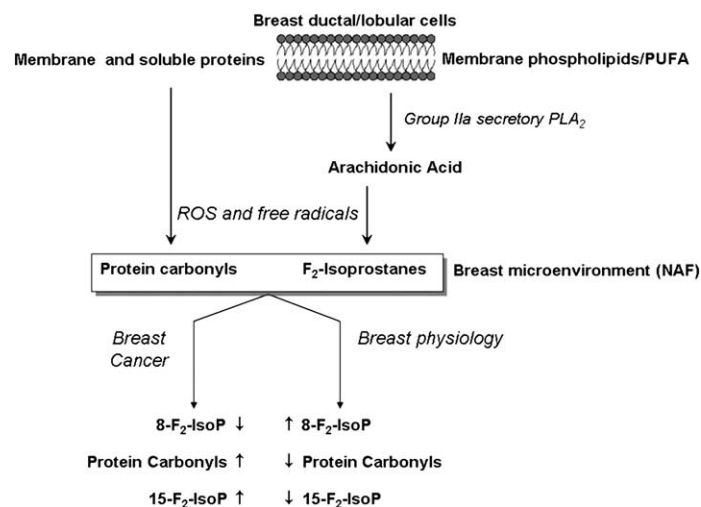 Breast ductal/lobular cells
Membrane and soluble proteins
Membrane phospholipids/PUFA
Group IIa secretory PLA₂
Arachidonic Acid
ROS and free radicals
Protein carbonyls F₂-Isoprostanes
Breast microenvironment (NAF)
Breast
Cancer
Breast physiology
8-F₂-IsoP ↓ ↑ 8-F₂-IsoP
Protein Carbonyls ↑ ↓ Protein Carbonyls
15-F₂-IsoP ↑ ↓ 15-F₂-IsoP